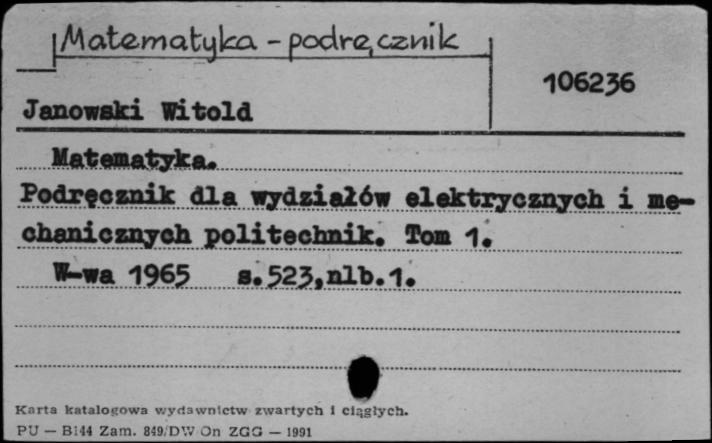 Matematyka - podręcznik
106236
Janowski Witold
Matematyka.
Podręcznik dla wydziałów elektrycznych i me-
chanicznych politechnik. Tom 1.
W-wa 1965 s.523,nlb.1.
Karta katalogowa wydawnictw zwartych i ciągłych.
PU — B144 Zam. 849/DW On ZGG — 1991